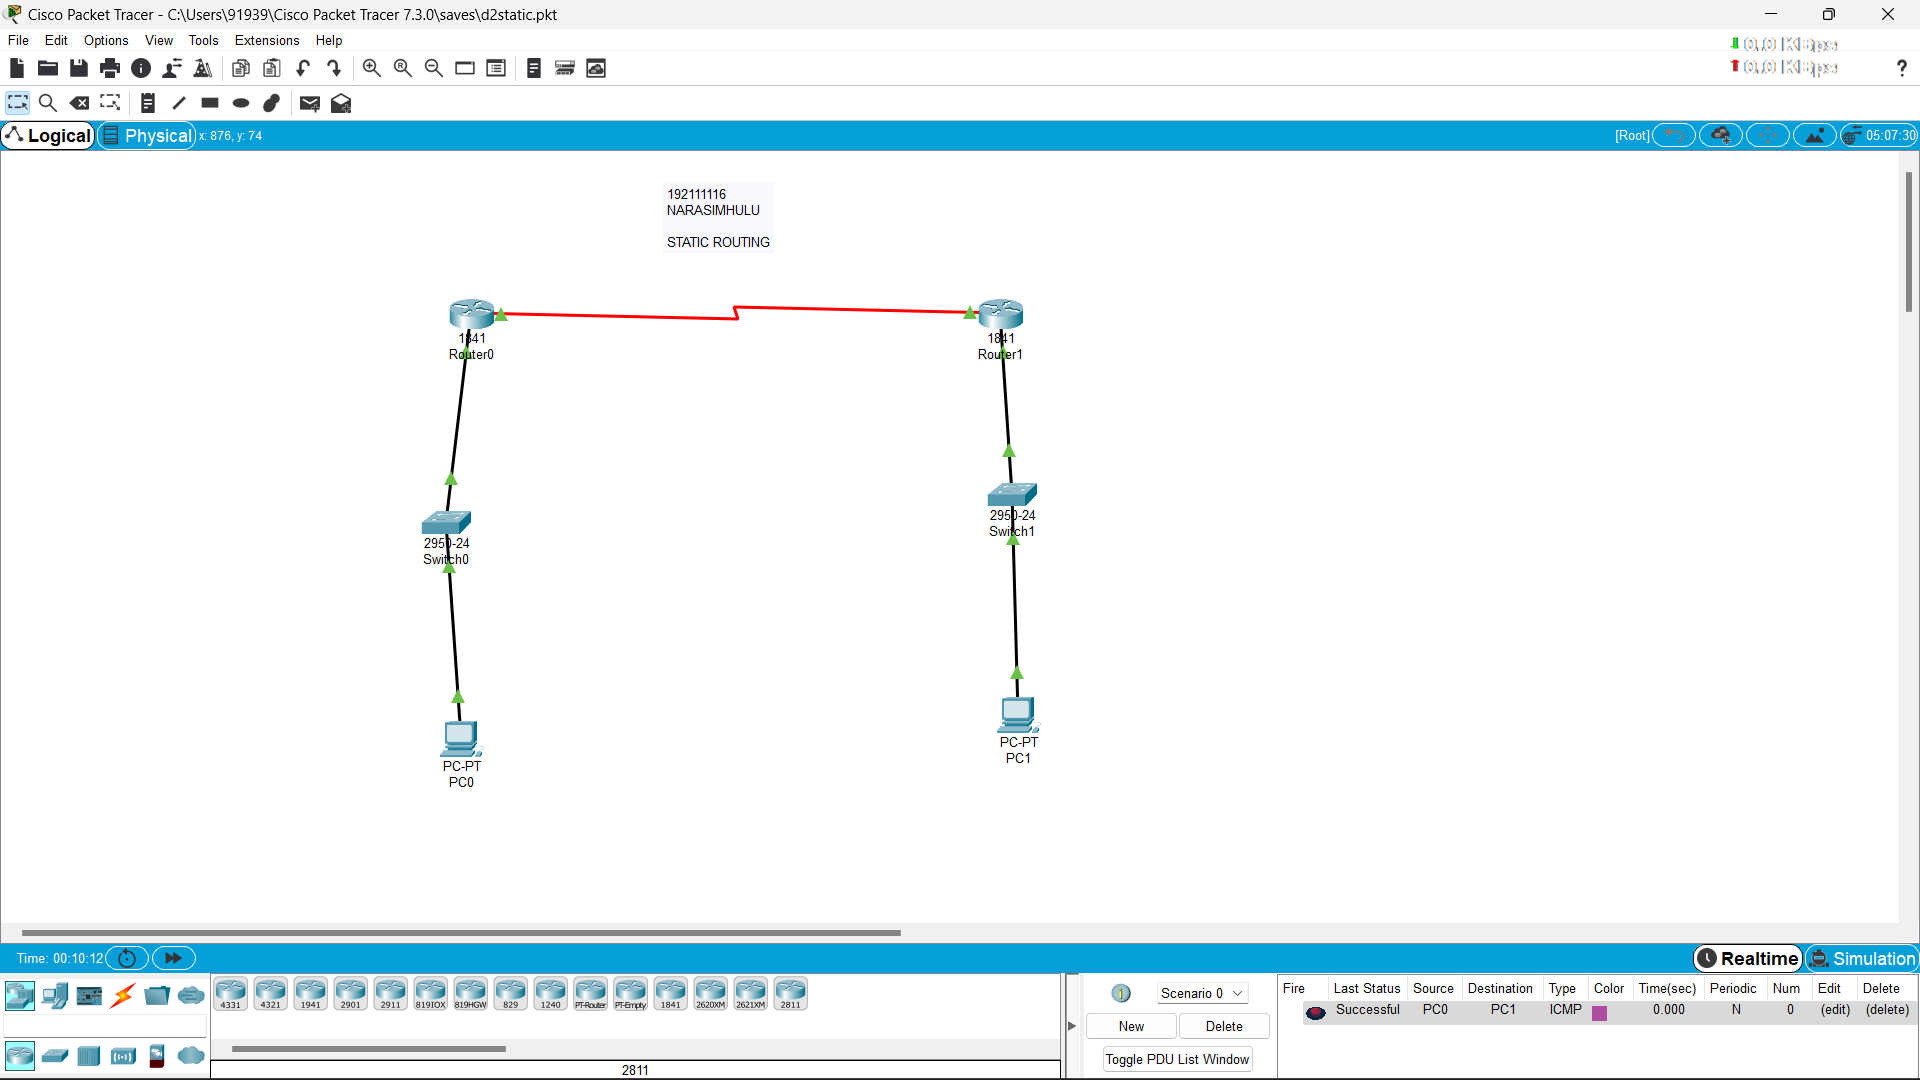 Cisco Packet Tracer - C:\Users\91939\Cisco Packet Tracer 7.3.0\saves\d2static.pkt
File Edit Options View Tools Extensions Help
0.0 KBps
0.0 KBps
?
Logical Physical x: 876, y: 74 [Root] 05:07:30
192111116
NARASIMHULU
STATIC ROUTING
1841
Router0
1841
Router1
2950-24
Switch1
2950-24
Switch0
PC-PT
PC1
PC-PT
PC0
Time: 00:10:12 Realtime Simulation
4331 4321 1941 2901 2911 819IOX 819HGW 829 1240 PT-Router PT-Empty 1841 2620XM 2621XM 2811
2811
Scenario 0
New Delete
Toggle PDU List Window
Fire Last Status Source Destination Type Color Time(sec) Periodic Num Edit Delete
Successful PC0 PC1 ICMP 0.000 N 0 (edit) (delete)